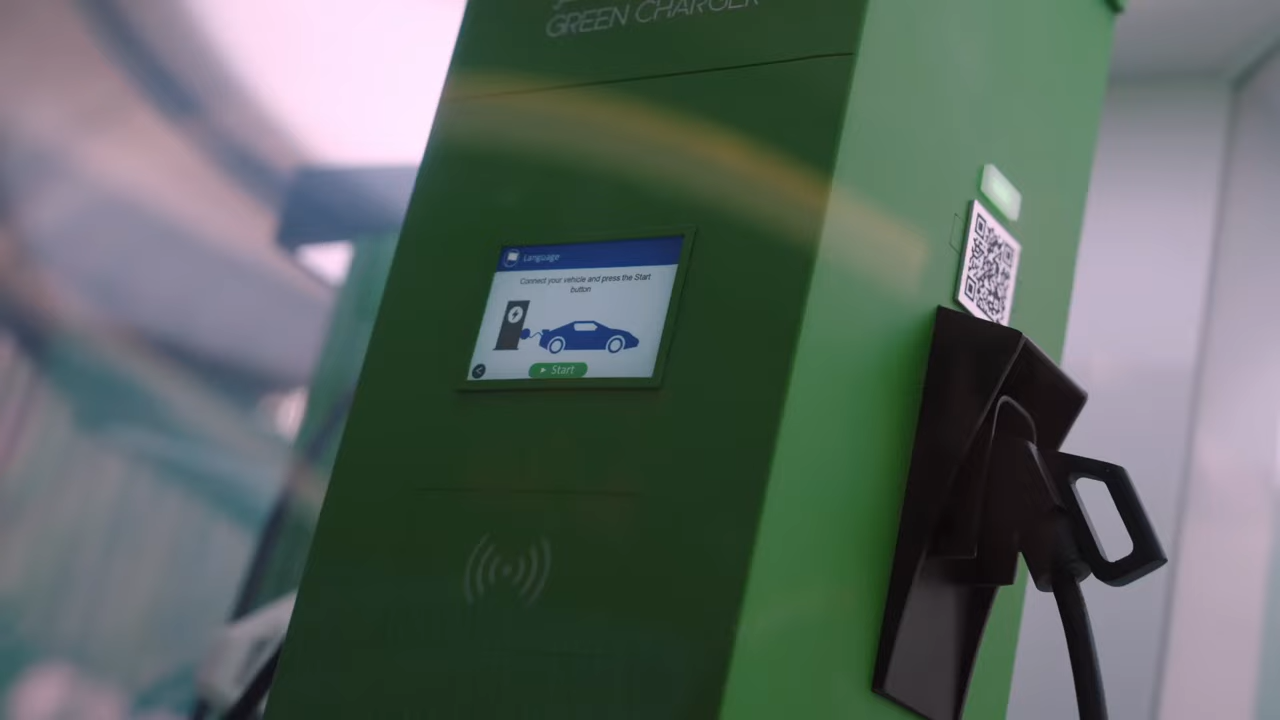 GREEN CHARGER
Language
Connect your vehicle and press the Start
button
Start